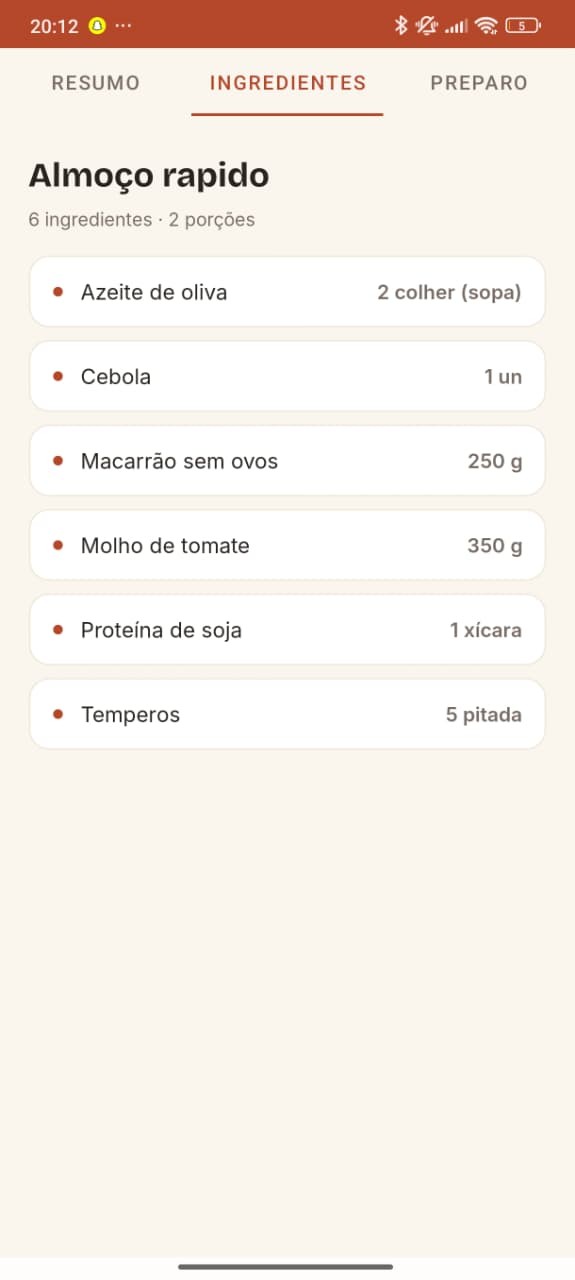 20:12 ...
5
RESUMO INGREDIENTES PREPARO
Almoço rapido
6 ingredientes · 2 porções
Azeite de oliva 2 colher (sopa)
Cebola 1 un
Macarrão sem ovos 250 g
Molho de tomate 350 g
Proteína de soja 1 xícara
Temperos 5 pitada